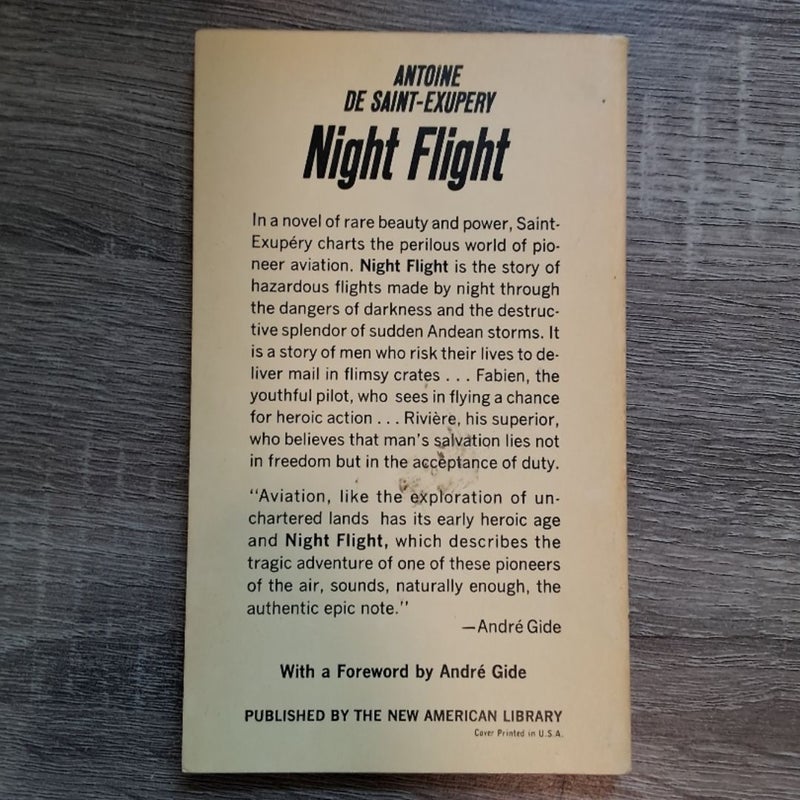 ANTOINE
DE SAINT-EXUPERY
Night Flight
In a novel of rare beauty and power, Saint-
Exupéry charts the perilous world of pio-
neer aviation. Night Flight is the story of
hazardous flights made by night through
the dangers of darkness and the destruc-
tive splendor of sudden Andean storms. It
is a story of men who risk their lives to de-
liver mail in flimsy crates . . . Fabien, the
youthful pilot, who sees in flying a chance
for heroic action . . . Rivière, his superior,
who believes that man's salvation lies not
in freedom but in the acceptance of duty.
"Aviation, like the exploration of un-
chartered lands has its early heroic age
and Night Flight, which describes the
tragic adventure of one of these pioneers
of the air, sounds, naturally enough, the
authentic epic note."
—André Gide
With a Foreword by André Gide
PUBLISHED BY THE NEW AMERICAN LIBRARY
Cover Printed in U.S.A.